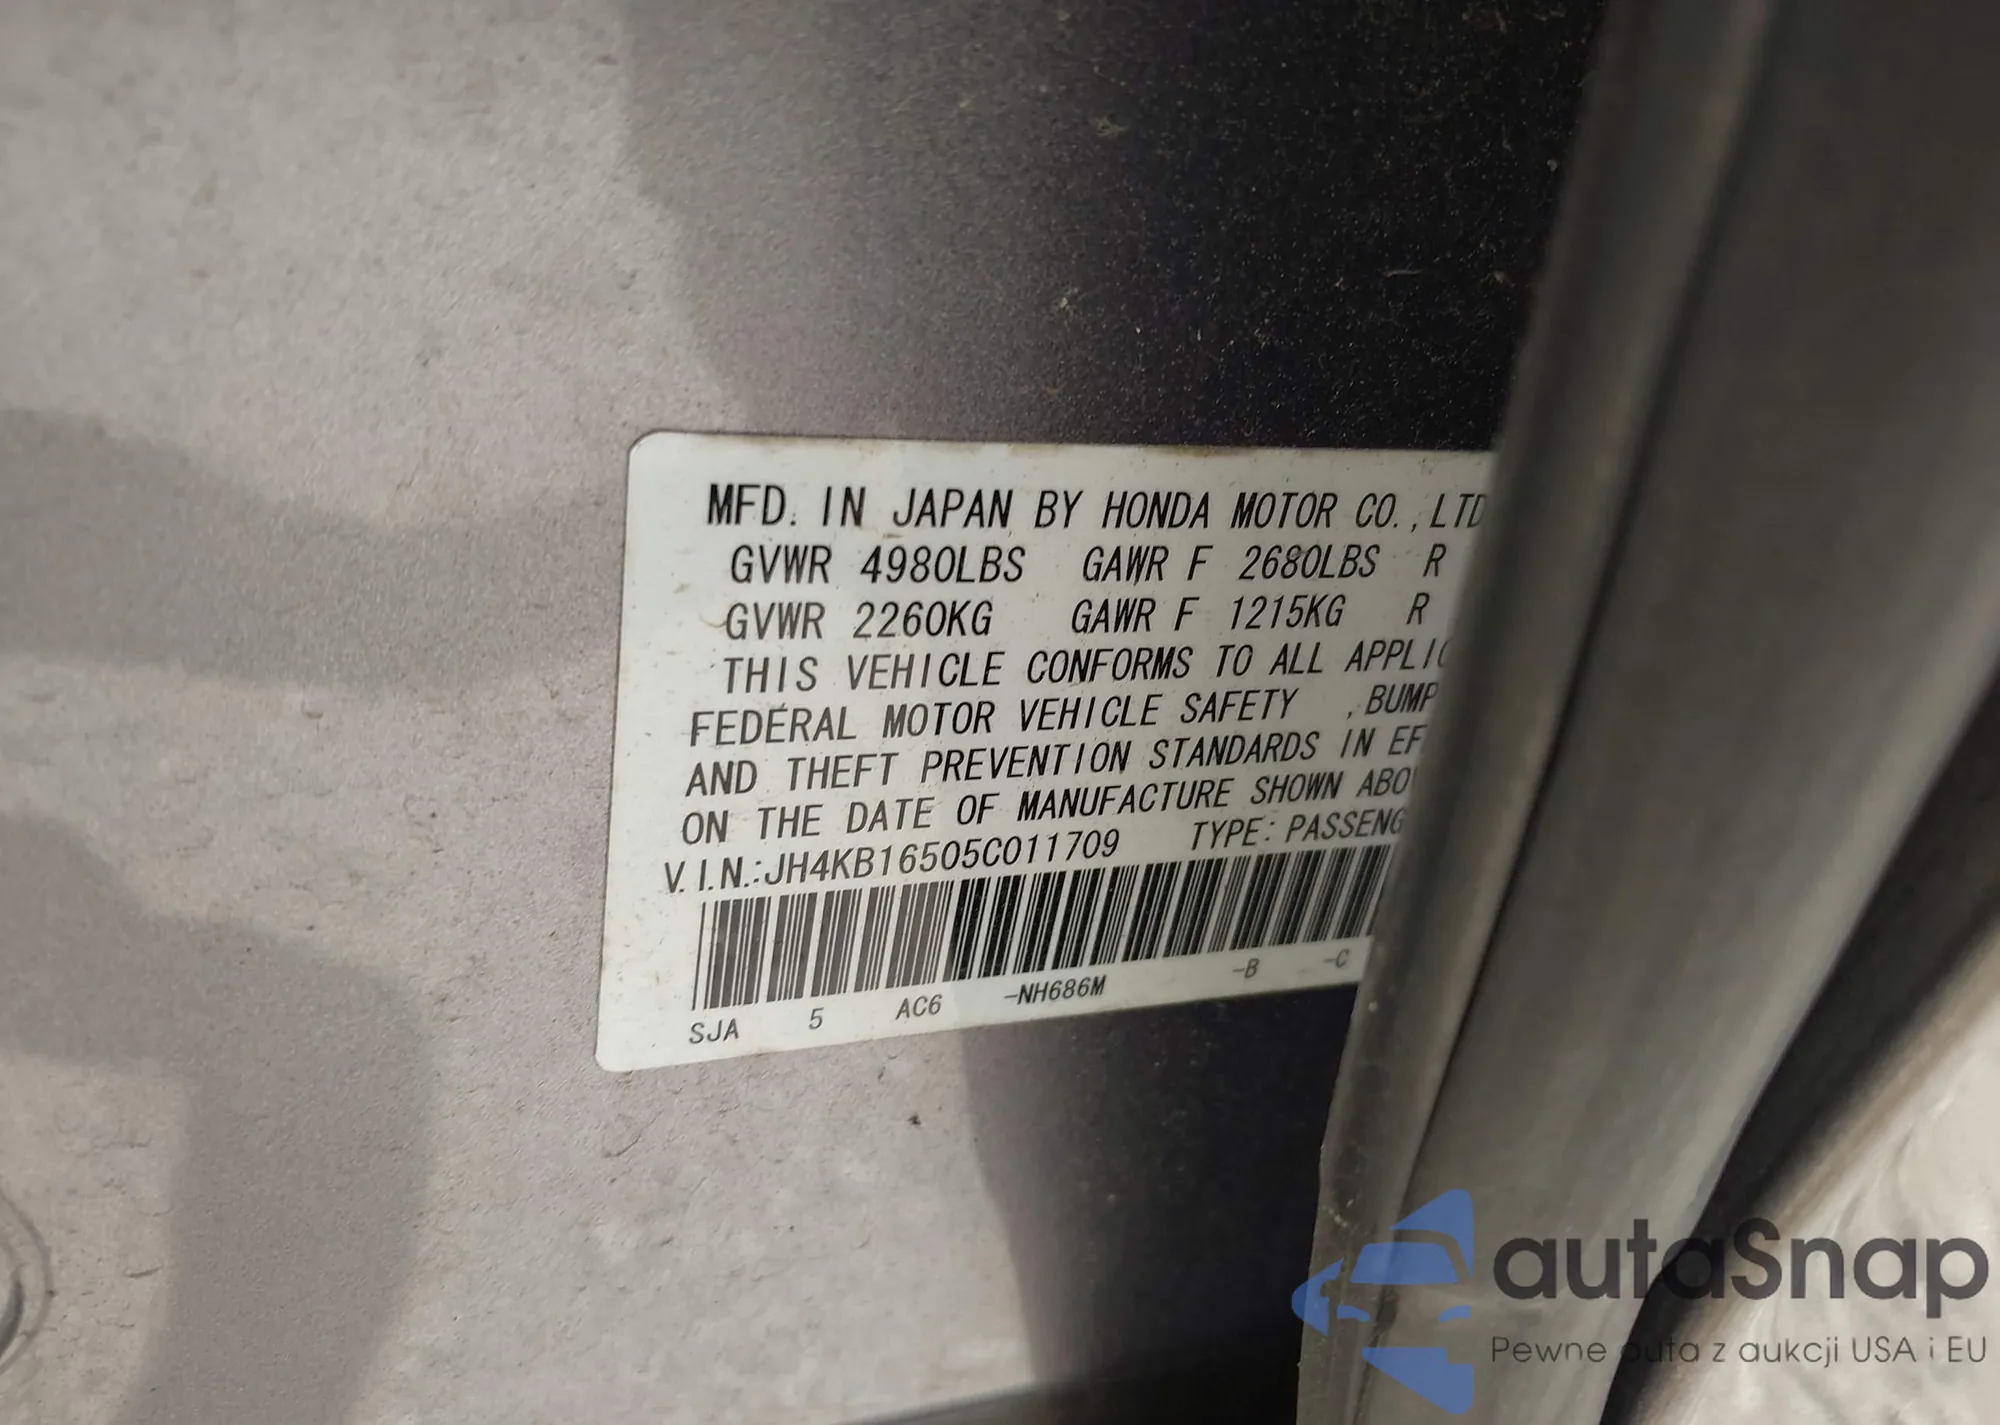 MFD. IN JAPAN BY HONDA MOTOR CO., LTD
GVWR 4980LBS GAWR F 2680LBS R
GVWR 2260KG GAWR F 1215KG R
THIS VEHICLE CONFORMS TO ALL APPLIC
FEDERAL MOTOR VEHICLE SAFETY , BUMP
AND THEFT PREVENTION STANDARDS IN EF
ON THE DATE OF MANUFACTURE SHOWN ABO
V.I.N.:JH4KB16505C011709 TYPE: PASSENG
SJA 5 AC6 -NH686M -B -C
autaSnap
Pewne auta z aukcji USA i EU